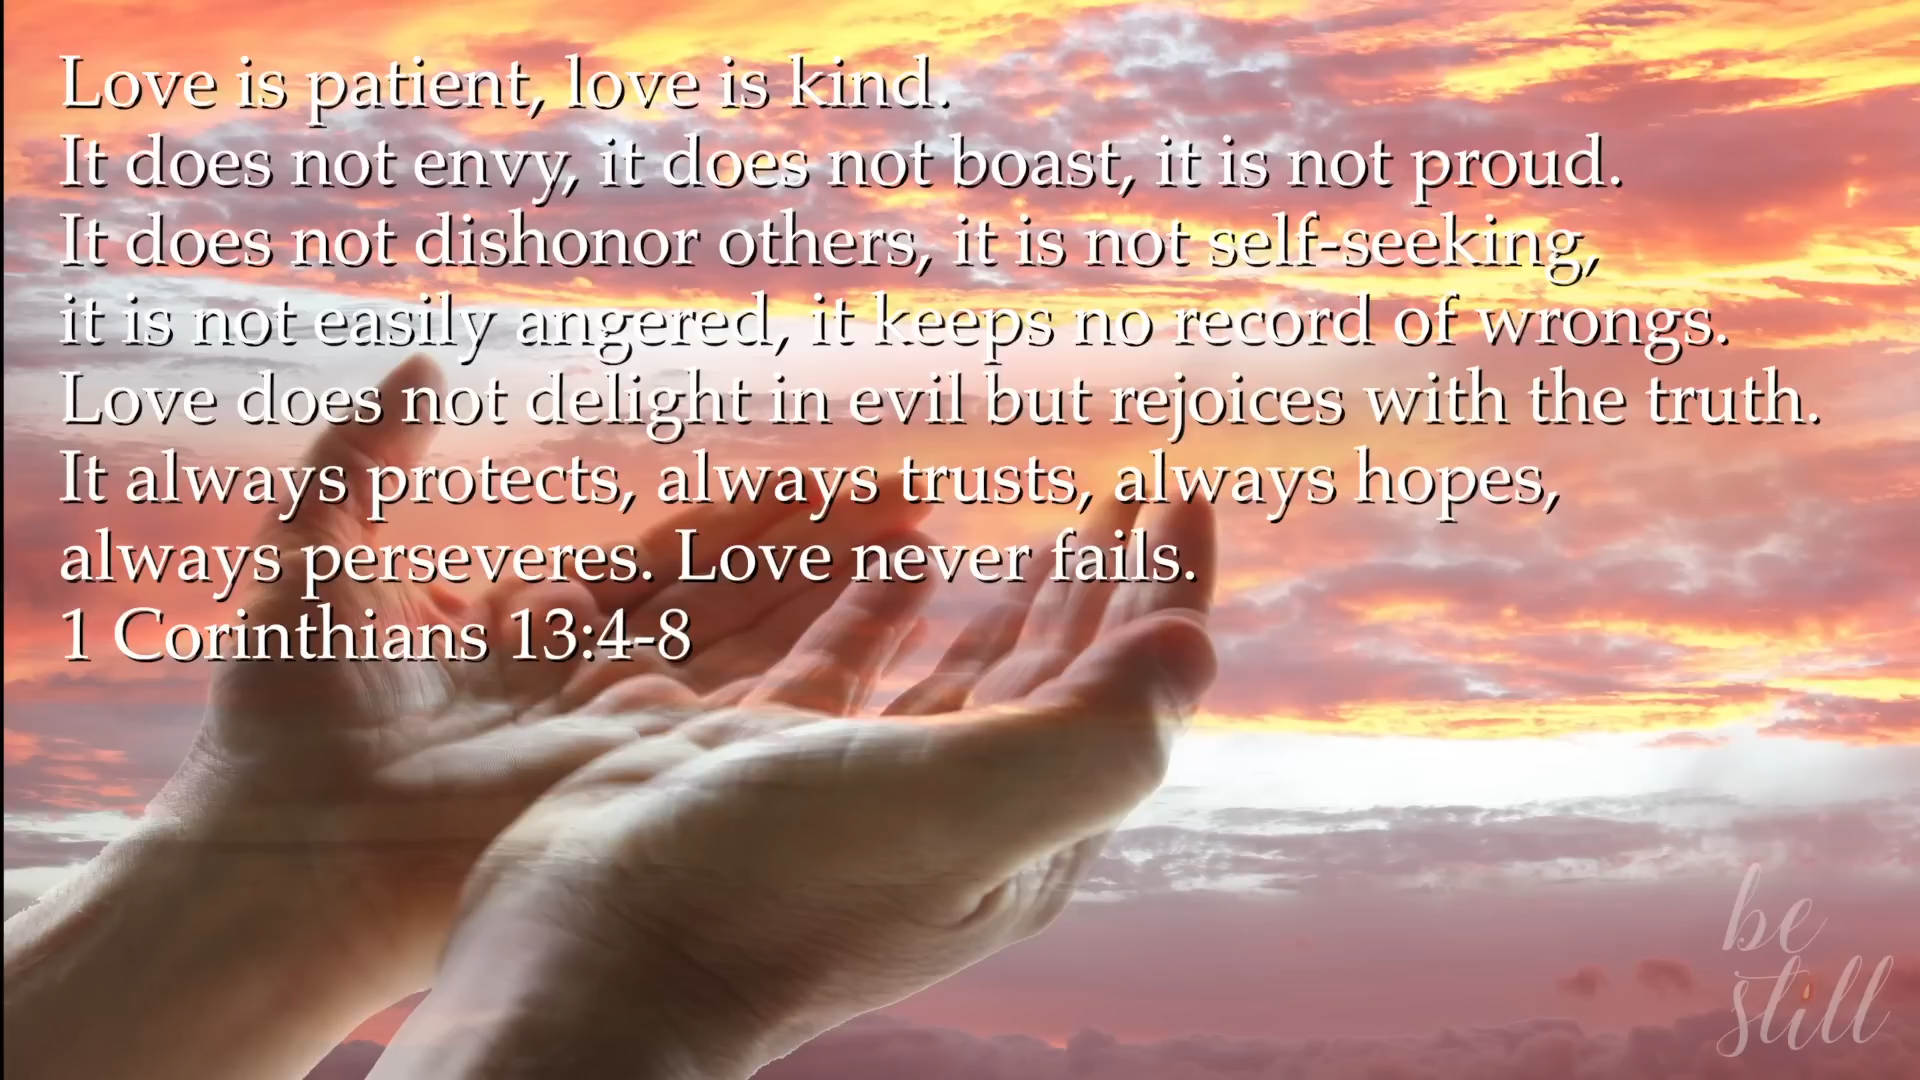 Love is patient, love is kind.
It does not envy, it does not boast, it is not proud.
It does not dishonor others, it is not self-seeking,
it is not easily angered, it keeps no record of wrongs.
Love does not delight in evil but rejoices with the truth.
It always protects, always trusts, always hopes,
always perseveres. Love never fails.
1 Corinthians 13:4-8
be
still